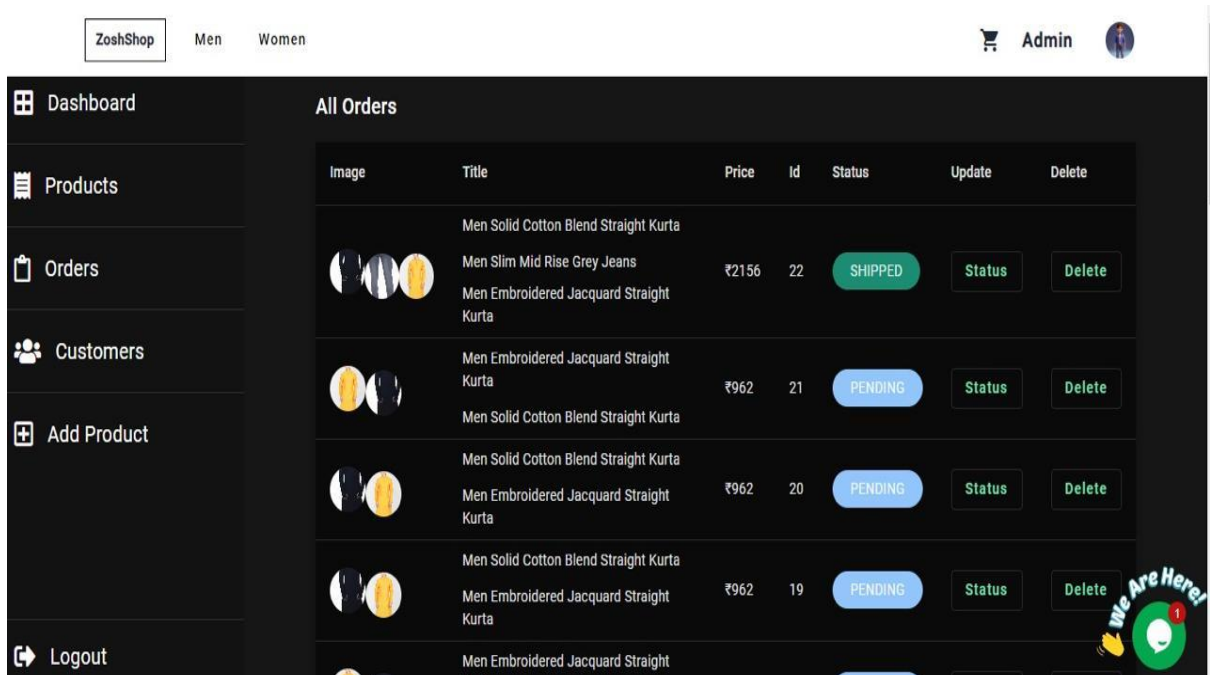 ZoshShop Men Women Admin
Dashboard
Products
Orders
Customers
Add Product
Logout
All Orders
Image Title Price Id Status Update Delete
Men Solid Cotton Blend Straight Kurta
Men Slim Mid Rise Grey Jeans
Men Embroidered Jacquard Straight
Kurta
₹2156 22 SHIPPED Status Delete
Men Embroidered Jacquard Straight
Kurta
Men Solid Cotton Blend Straight Kurta
₹962 21 PENDING Status Delete
Men Solid Cotton Blend Straight Kurta
Men Embroidered Jacquard Straight
Kurta
₹962 20 PENDING Status Delete
Men Solid Cotton Blend Straight Kurta
Men Embroidered Jacquard Straight
Kurta
₹962 19 PENDING Status Delete
Men Embroidered Jacquard Straight
We Are Here!
1